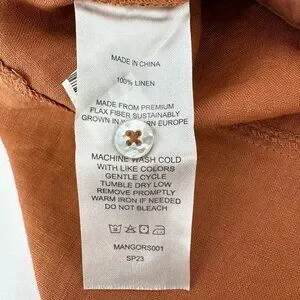 MADE IN CHINA
100% LINEN
MADE FROM PREMIUM
FLAX FIBER SUSTAINABLY
GROWN IN WESTERN EUROPE
MACHINE WASH COLD
WITH LIKE COLORS
GENTLE CYCLE
TUMBLE DRY LOW
REMOVE PROMPTLY
WARM IRON IF NEEDED
DO NOT BLEACH
MANGORS001
SP23